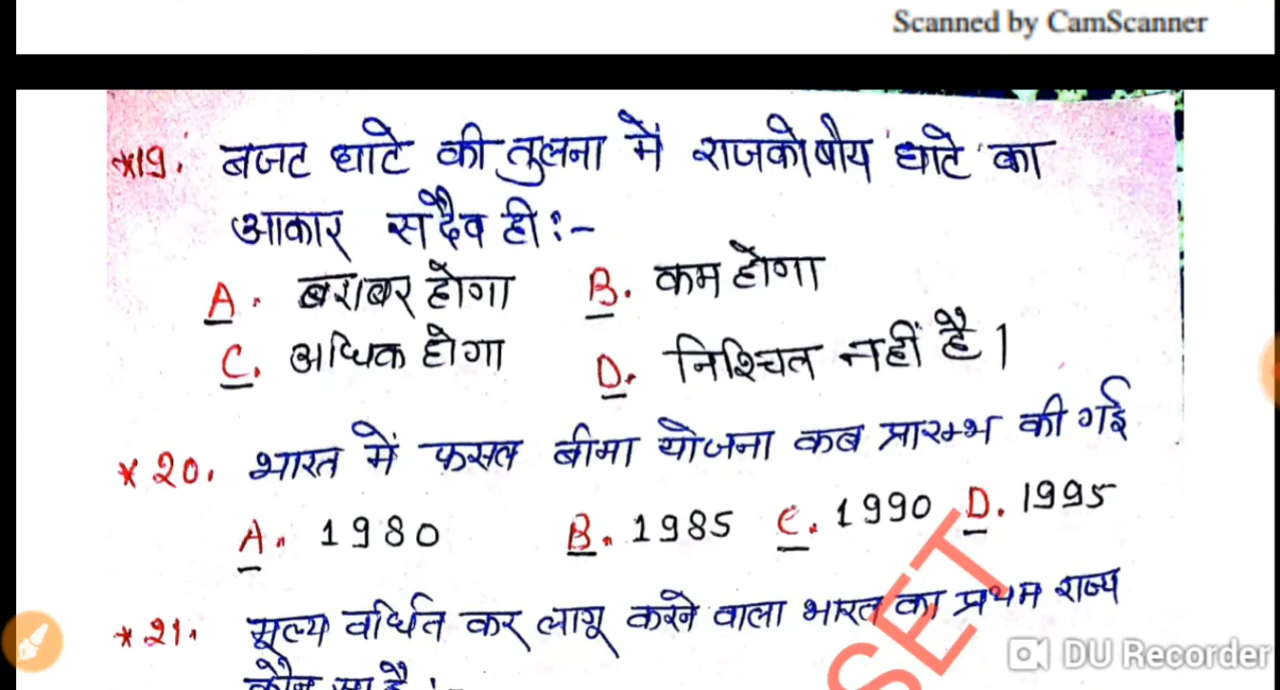 Scanned by CamScanner
*19. बजट घाटे की तुलना में राजकोषीय घाटे का
आकार सदैव ही :-
A. बराबर होगा B. कम होगा
C. अधिक होगा D. निश्चित नहीं है।
* 20. भारत में फसल बीमा योजना कब प्रारम्भ की गई
A. 1980 B. 1985 C. 1990 D. 1995
SET
* 21. मूल्य वर्धित कर लागू करने वाला भारत का प्रथम राज्य
कौन सा है :-
DU Recorder